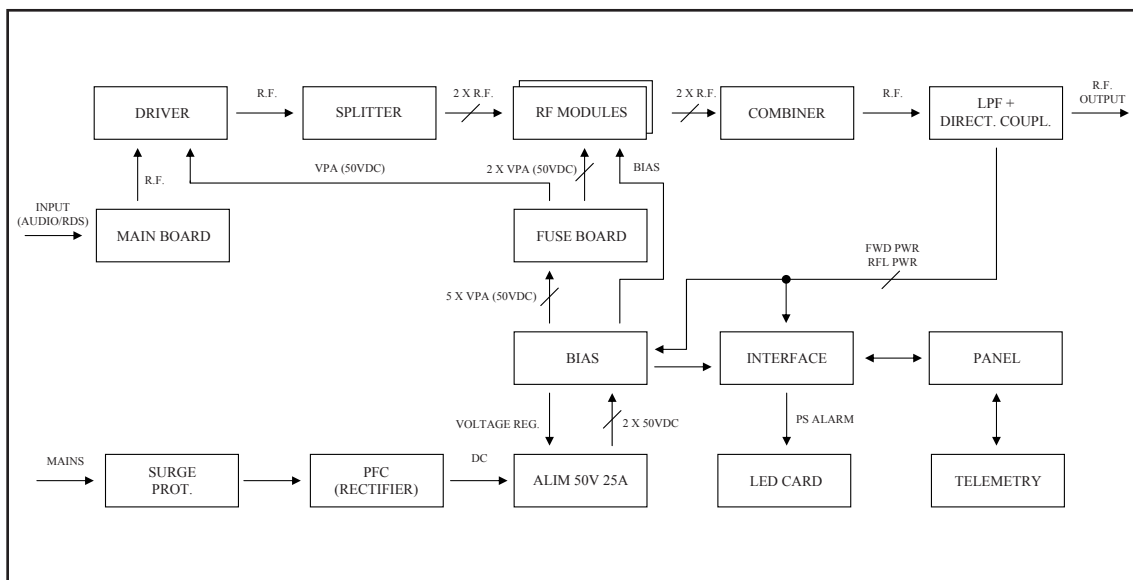 R.F.
2 X R.F.
2 X R.F.
R.F.
R.F.
OUTPUT
DRIVER
SPLITTER
RF MODULES
COMBINER
LPF +
DIRECT. COUPL.
VPA (50VDC)
2 X VPA (50VDC)
BIAS
R.F.
INPUT
(AUDIO/RDS)
MAIN BOARD
FUSE BOARD
FWD PWR
RFL PWR
5 X VPA (50VDC)
BIAS
INTERFACE
PANEL
VOLTAGE REG.
2 X 50VDC
PS ALARM
MAINS
SURGE
PROT.
PFC
(RECTIFIER)
DC
ALIM 50V 25A
LED CARD
TELEMETRY